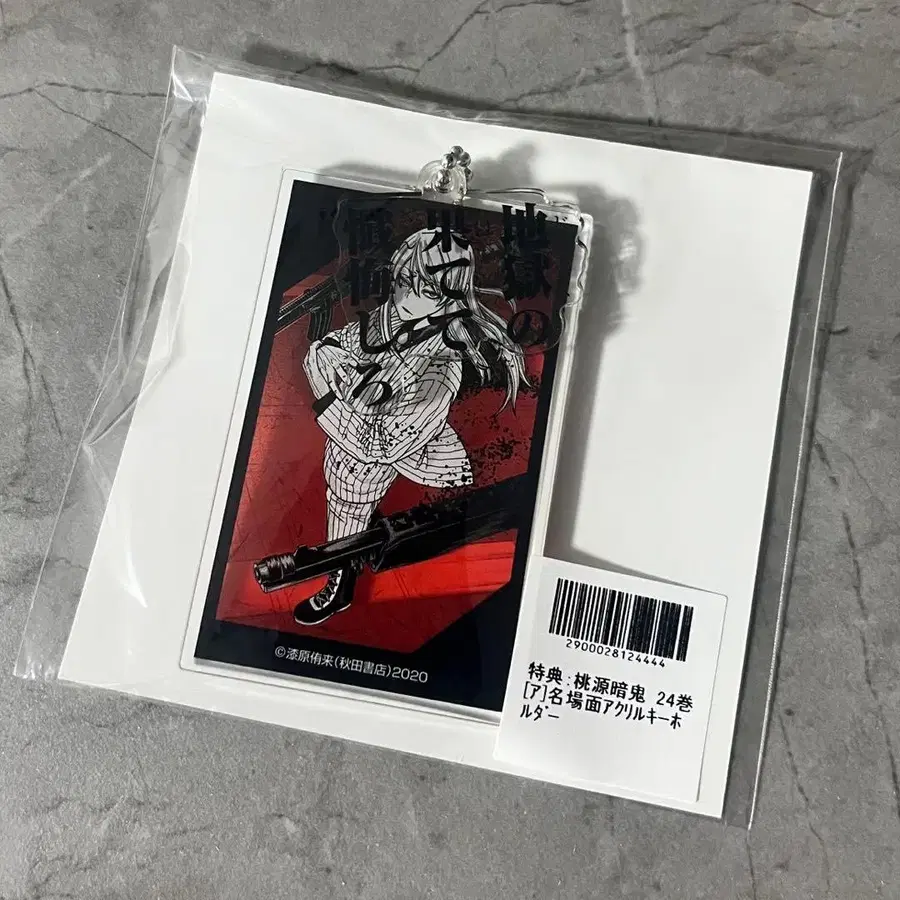 地獄の
果てで
懺悔しろ
©漆原侑来(秋田書店)2020
2900028124444
特典:桃源暗鬼 24巻
[ア]名場面アクリルキーホ
ルダー